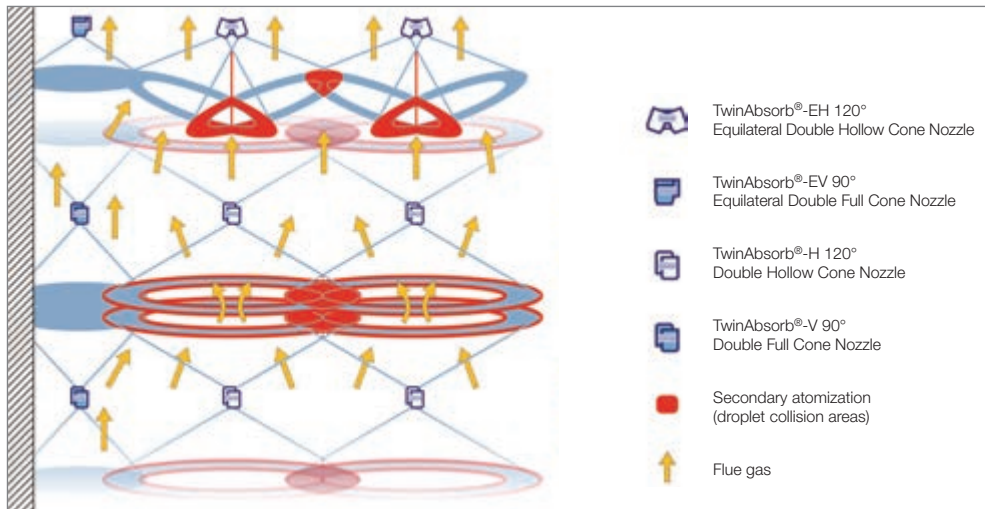 TwinAbsorb®-EH 120°
Equilateral Double Hollow Cone Nozzle
TwinAbsorb®-EV 90°
Equilateral Double Full Cone Nozzle
TwinAbsorb®-H 120°
Double Hollow Cone Nozzle
TwinAbsorb®-V 90°
Double Full Cone Nozzle
Secondary atomization
(droplet collision areas)
Flue gas